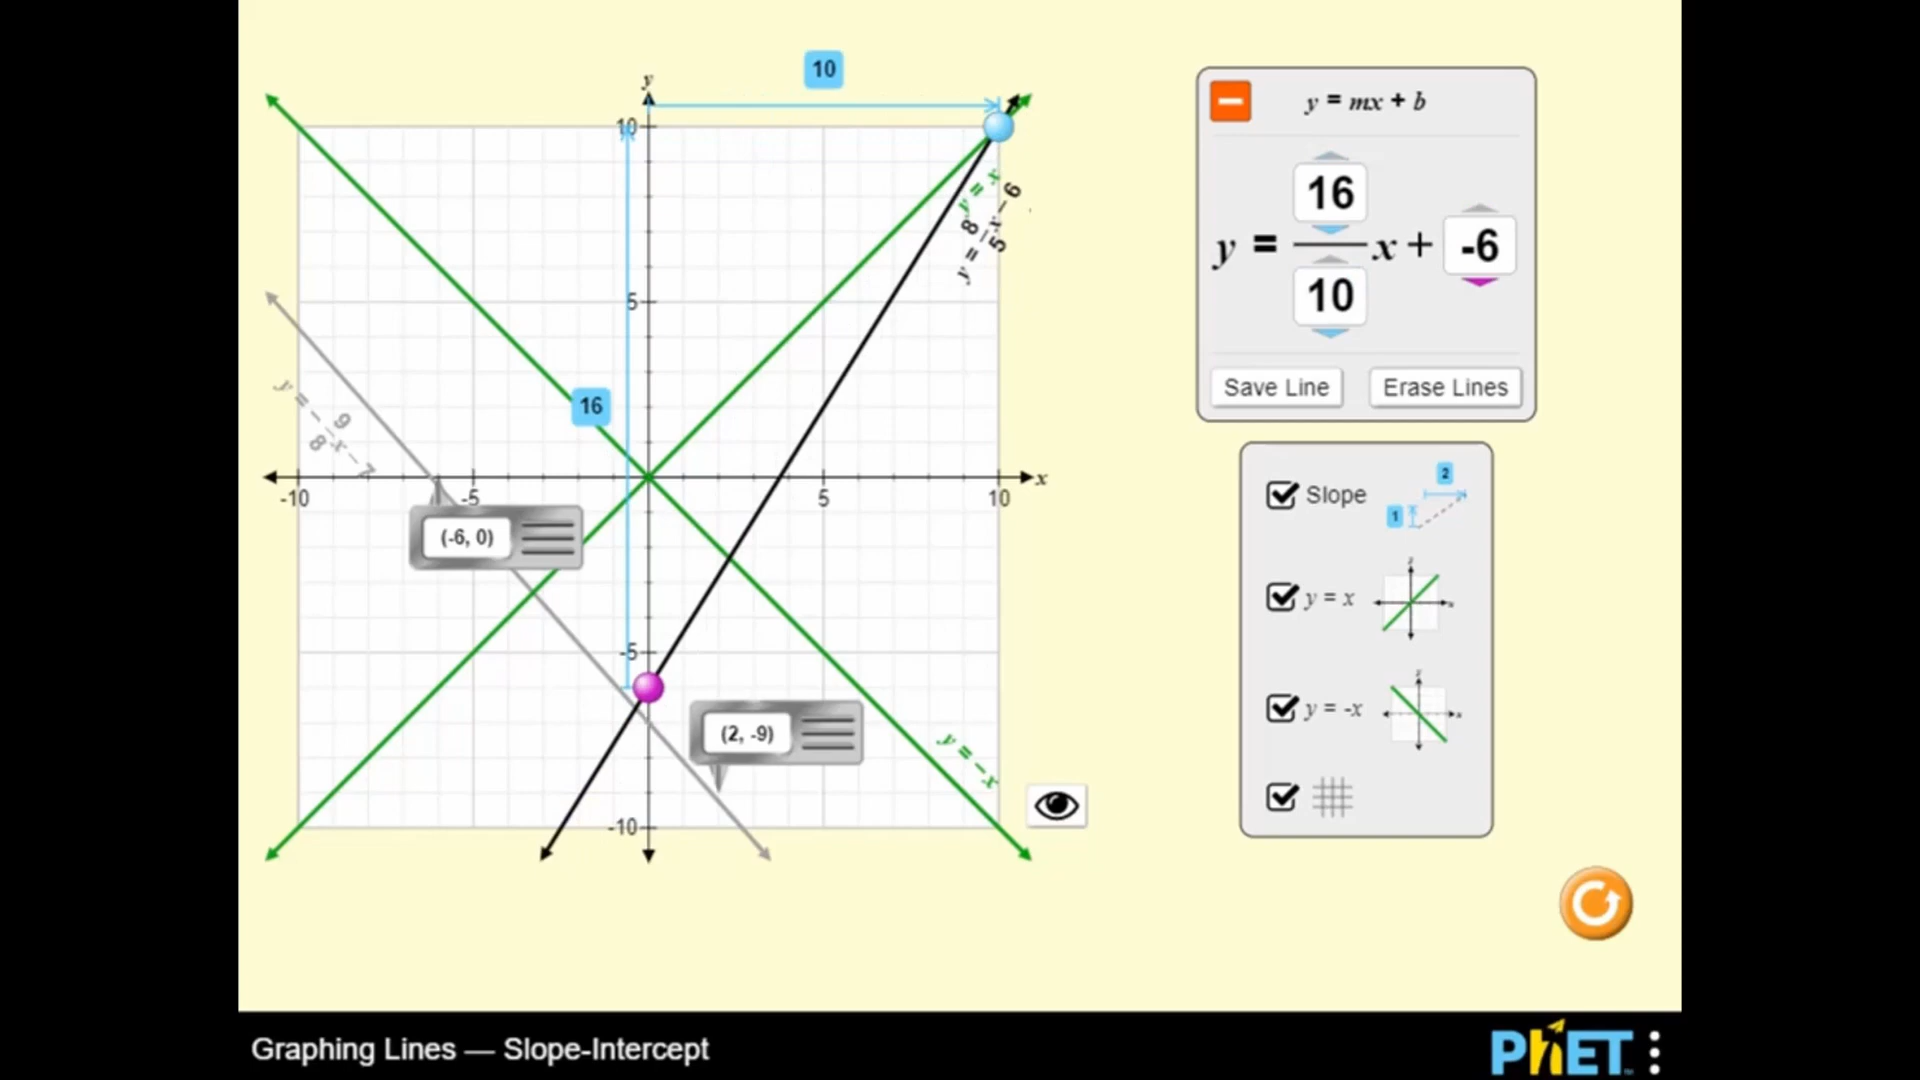 10
y
10
5
-5
-10
-10
-5
5
10
x
16
y = x
y = 8/5 x − 6
y = − 9/8 x − 7
y = −x
(-6, 0)
(2, -9)
y = mx + b
y = 16/10 x + -6
Save Line
Erase Lines
Slope
2
1
y = x
y = -x
Graphing Lines — Slope-Intercept
PhET